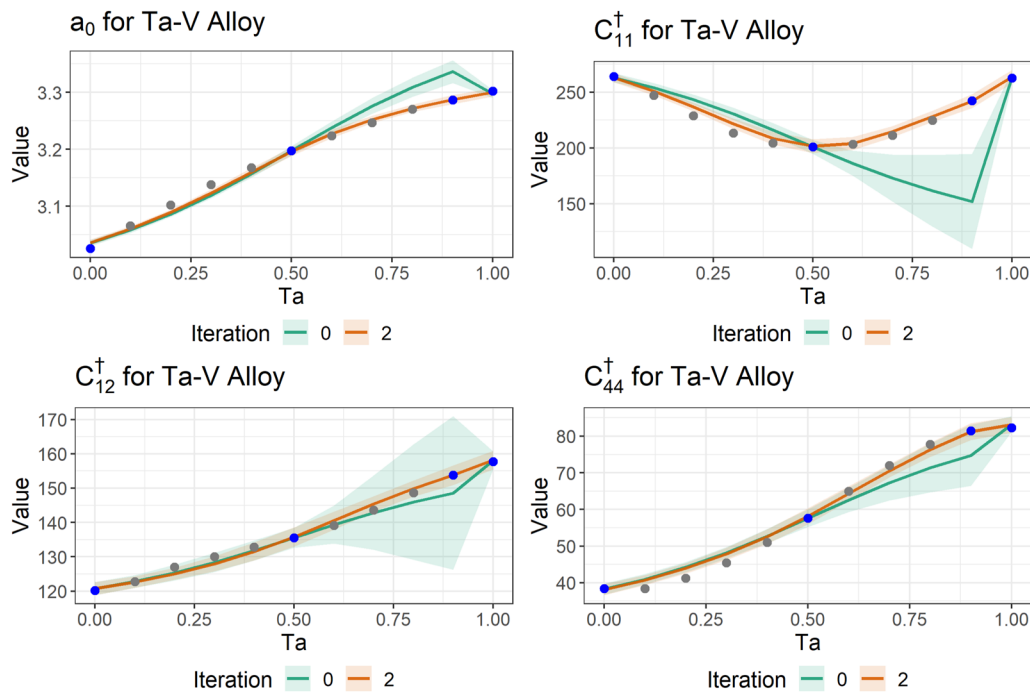 a₀ for Ta-V Alloy
Value
3.3
3.2
3.1
0.00 0.25 0.50 0.75 1.00
Ta
Iteration 0 2
C₁₁† for Ta-V Alloy
Value
250
200
150
0.00 0.25 0.50 0.75 1.00
Ta
Iteration 0 2
C₁₂† for Ta-V Alloy
Value
170
160
150
140
130
120
0.00 0.25 0.50 0.75 1.00
Ta
Iteration 0 2
C₄₄† for Ta-V Alloy
Value
80
70
60
50
40
0.00 0.25 0.50 0.75 1.00
Ta
Iteration 0 2